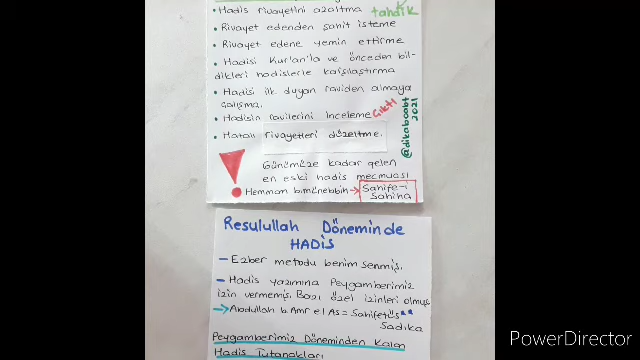 • Hadis rivayetini azaltma tahdik
• Rivayet edenden şahit isteme
• Rivayet edene yemin ettirme
• Hadisi Kur'an'la ve önceden bil-
dikleri hadislerle karşılaştırma
• Hadisi ilk duyan raviden almaya
çalışma.
• Hadisin ravilerini inceleme Çıktı
• Hatalı rivayetleri düzeltme.
@dikaboabt 2021
Günümüze kadar gelen
en eski hadis mecmuası
Hemmam b.münebbih → Sahife-i
Sahiha
Resulullah Döneminde
HADİS
- Ezber metodu benimsenmiş.
- Hadis yazımına Peygamberimiz
izin vermemiş. Bazı özel izinleri olmuş
→ Abdullah b. Amr el As = Sahifetü's
Sadıka
Peygamberimiz Döneminden Kalan
Hadis Tutanakları
PowerDirector